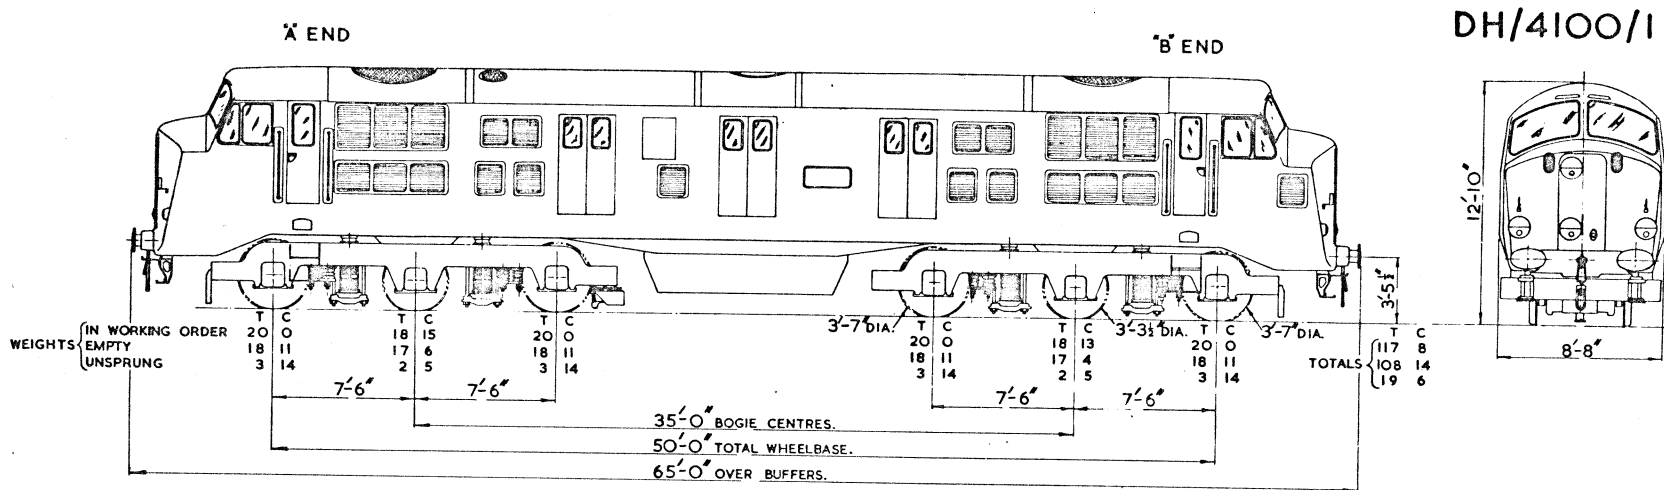 DH/4100/1
"A" END
"B" END
12'-10"
3'-5½"
8'-8"
3'-7" DIA.
3'-3½" DIA.
3'-7" DIA.
T C T C T C T C T C T C T C
WEIGHTS { IN WORKING ORDER 20 0 18 15 20 0 20 0 18 13 20 0 117 8
EMPTY 18 11 17 6 18 11 18 11 17 4 18 11 TOTALS { 108 14
UNSPRUNG 3 14 2 5 3 14 3 14 2 5 3 14 19 6
7'-6" 7'-6" 7'-6" 7'-6"
35'-0" BOGIE CENTRES.
50'-0" TOTAL WHEELBASE.
65'-0" OVER BUFFERS.